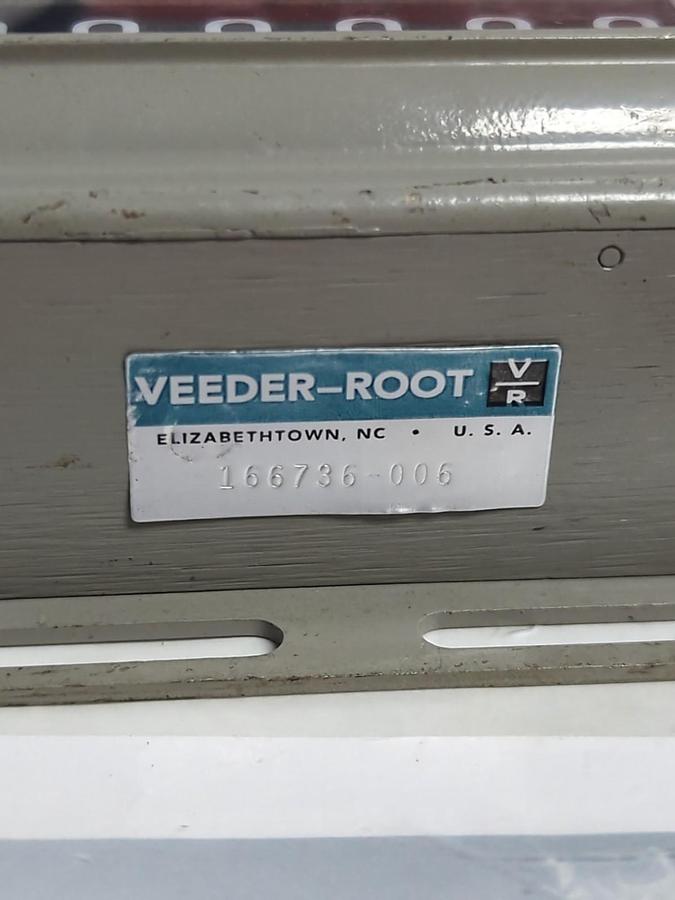 VEEDER-ROOT V/R
ELIZABETHTOWN, NC • U. S. A.
166736-006